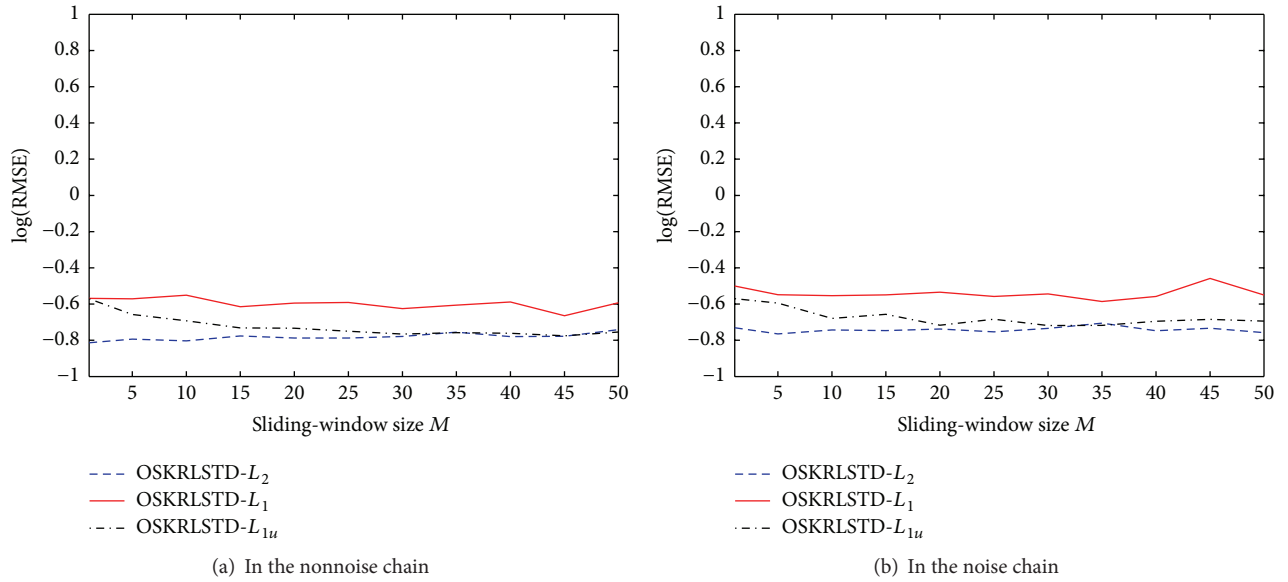 1
0.8
0.6
0.4
0.2
0
−0.2
−0.4
−0.6
−0.8
−1
log(RMSE)
5 10 15 20 25 30 35 40 45 50
Sliding-window size M
OSKRLSTD-L2
OSKRLSTD-L1
OSKRLSTD-L1u
(a) In the nonnoise chain
1
0.8
0.6
0.4
0.2
0
−0.2
−0.4
−0.6
−0.8
−1
log(RMSE)
5 10 15 20 25 30 35 40 45 50
Sliding-window size M
OSKRLSTD-L2
OSKRLSTD-L1
OSKRLSTD-L1u
(b) In the noise chain